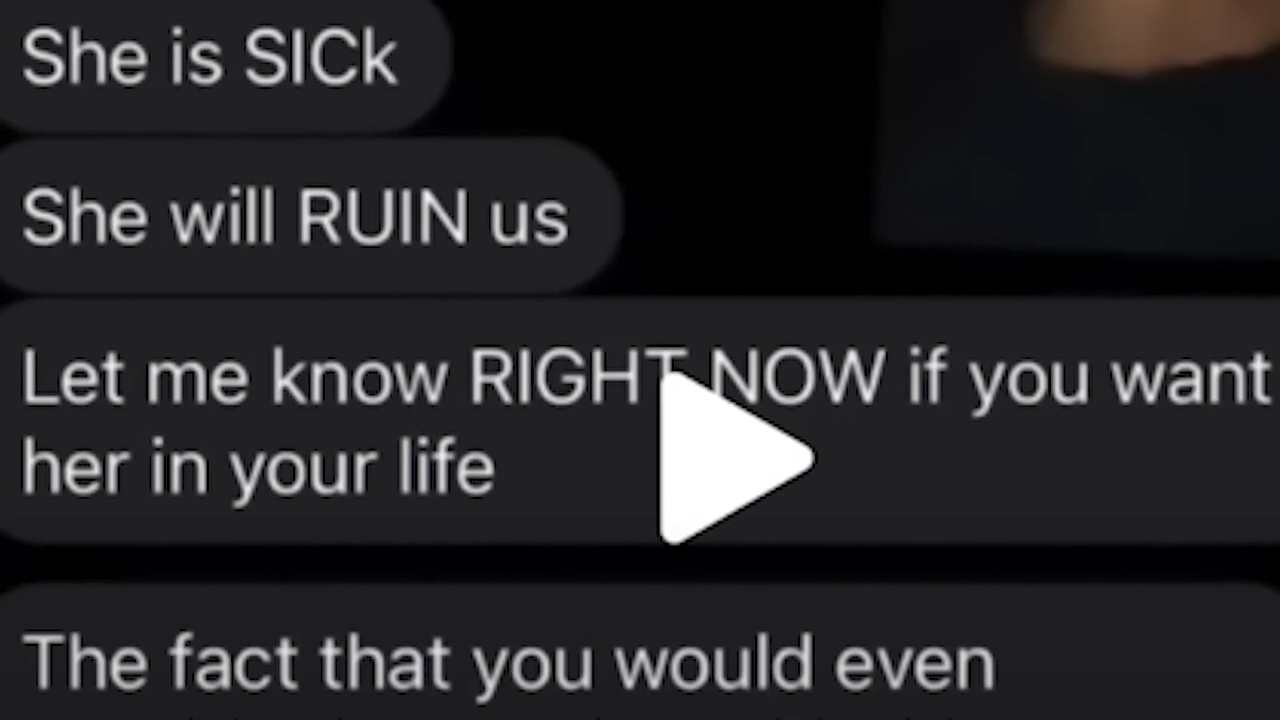 She is SICk
She will RUIN us
Let me know RIGHT NOW if you want
her in your life
The fact that you would even